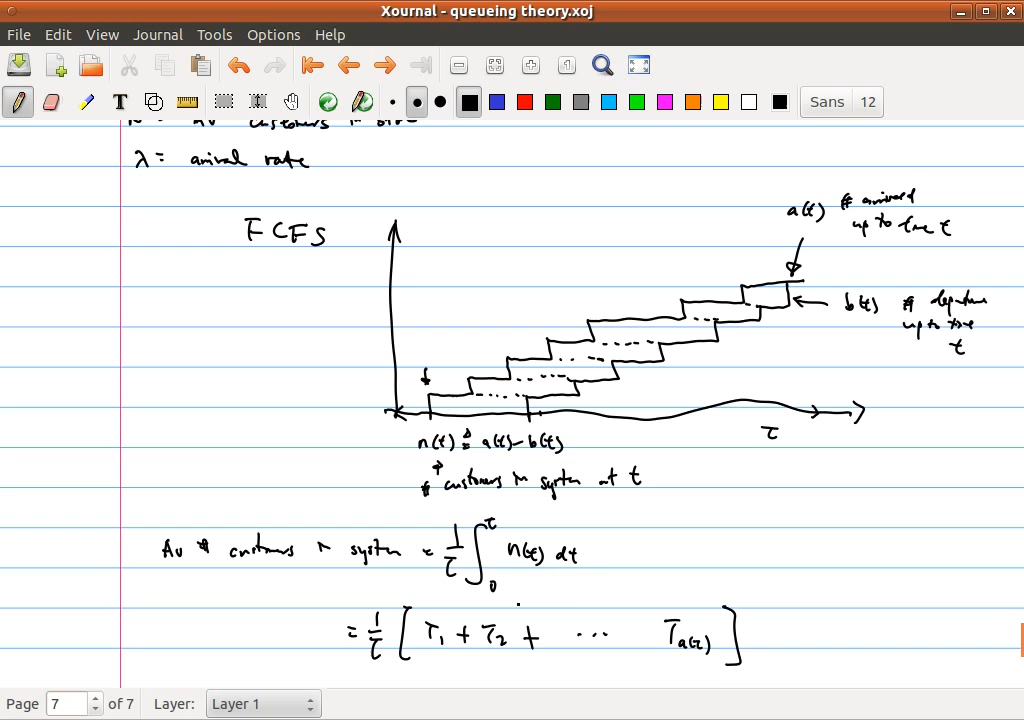 Xournal - queueing theory.xoj
File Edit View Journal Tools Options Help
Sans 12
customers in
λ = arrival rate
FCFS
a(t) # arrived
up to time t
b(t) # departure
up to time
t
τ
n(t) ≜ a(t) - b(t)
# customers in system at t
Av # customers in system = 1/τ ∫₀^τ n(t) dt
= 1/τ [ T₁ + T₂ + ... T_a(τ) ]
Page 7 of 7 Layer: Layer 1